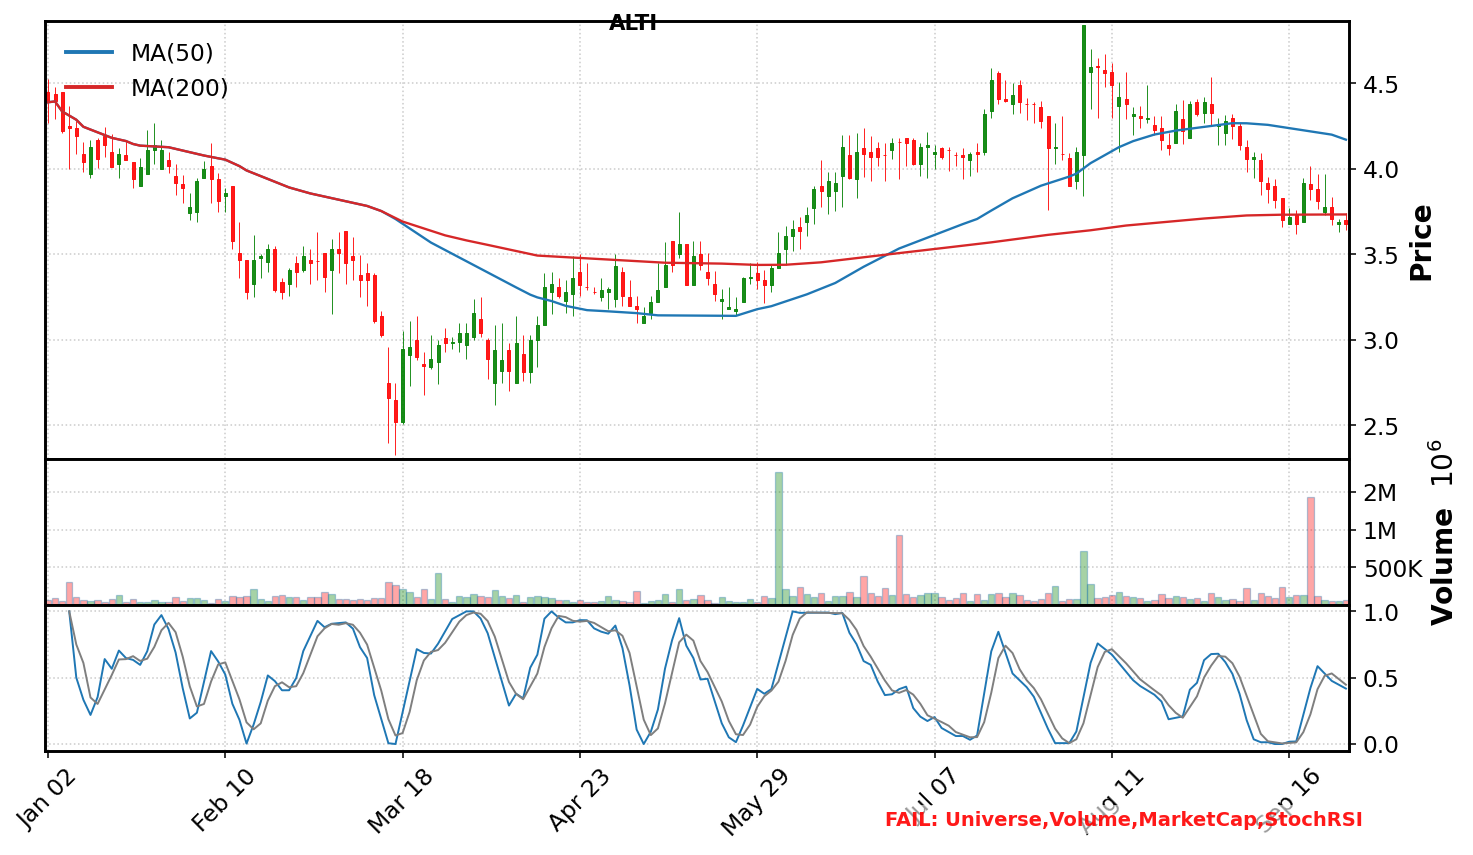 ALTI
MA(50)
MA(200)
4.5
4.0
3.5
3.0
2.5
Price
2M
1M
500K
Volume 10^6
1.0
0.5
0.0
Jan 02
Feb 10
Mar 18
Apr 23
May 29
Jul 07
Aug 11
Sep 16
FAIL: Universe,Volume,MarketCap,StochRSI